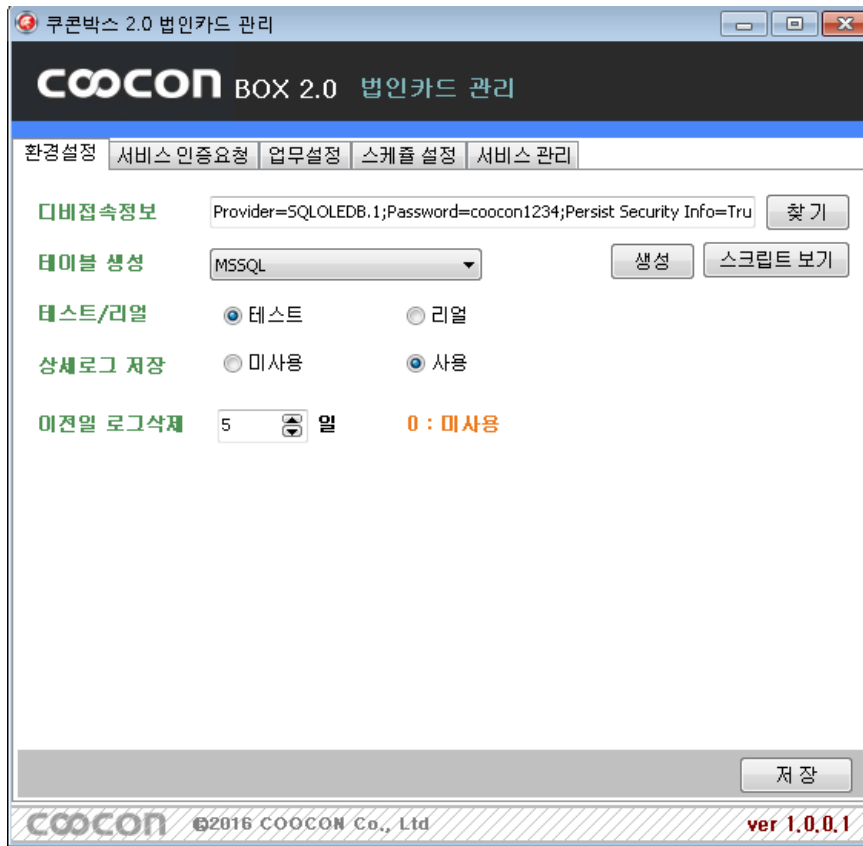 쿠콘박스 2.0 법인카드 관리
COOCON BOX 2.0 법인카드 관리
환경설정 서비스 인증요청 업무설정 스케쥴 설정 서비스 관리
디비접속정보 Provider=SQLOLEDB.1;Password=coocon1234;Persist Security Info=Tru 찾 기
테이블 생성 MSSQL 생성 스크립트 보기
테스트/리얼 테스트 리얼
상세로그 저장 미사용 사용
이전일 로그삭제 5 일 0 : 미사용
저 장
COOCON ©2016 COOCON Co., Ltd ver 1.0.0.1